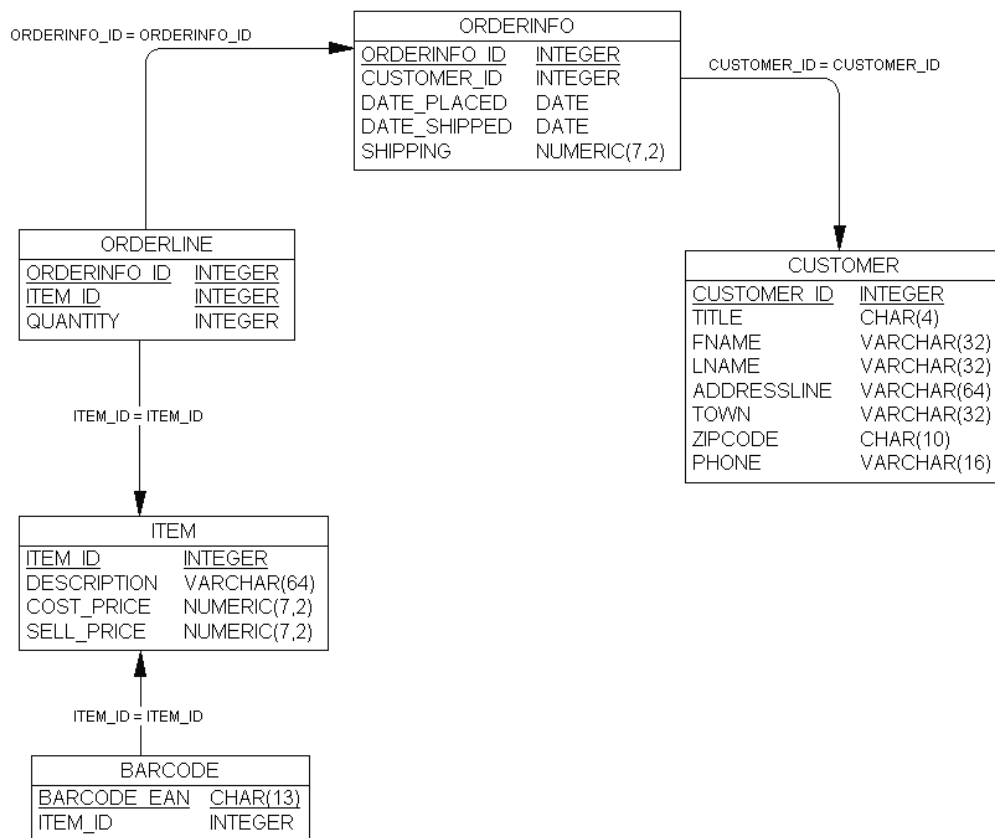 ORDERINFO_ID = ORDERINFO_ID
ORDERINFO
ORDERINFO_ID INTEGER
CUSTOMER_ID INTEGER
DATE_PLACED DATE
DATE_SHIPPED DATE
SHIPPING NUMERIC(7,2)
CUSTOMER_ID = CUSTOMER_ID
ORDERLINE
ORDERINFO_ID INTEGER
ITEM_ID INTEGER
QUANTITY INTEGER
CUSTOMER
CUSTOMER_ID INTEGER
TITLE CHAR(4)
FNAME VARCHAR(32)
LNAME VARCHAR(32)
ADDRESSLINE VARCHAR(64)
TOWN VARCHAR(32)
ZIPCODE CHAR(10)
PHONE VARCHAR(16)
ITEM_ID = ITEM_ID
ITEM
ITEM_ID INTEGER
DESCRIPTION VARCHAR(64)
COST_PRICE NUMERIC(7,2)
SELL_PRICE NUMERIC(7,2)
ITEM_ID = ITEM_ID
BARCODE
BARCODE_EAN CHAR(13)
ITEM_ID INTEGER